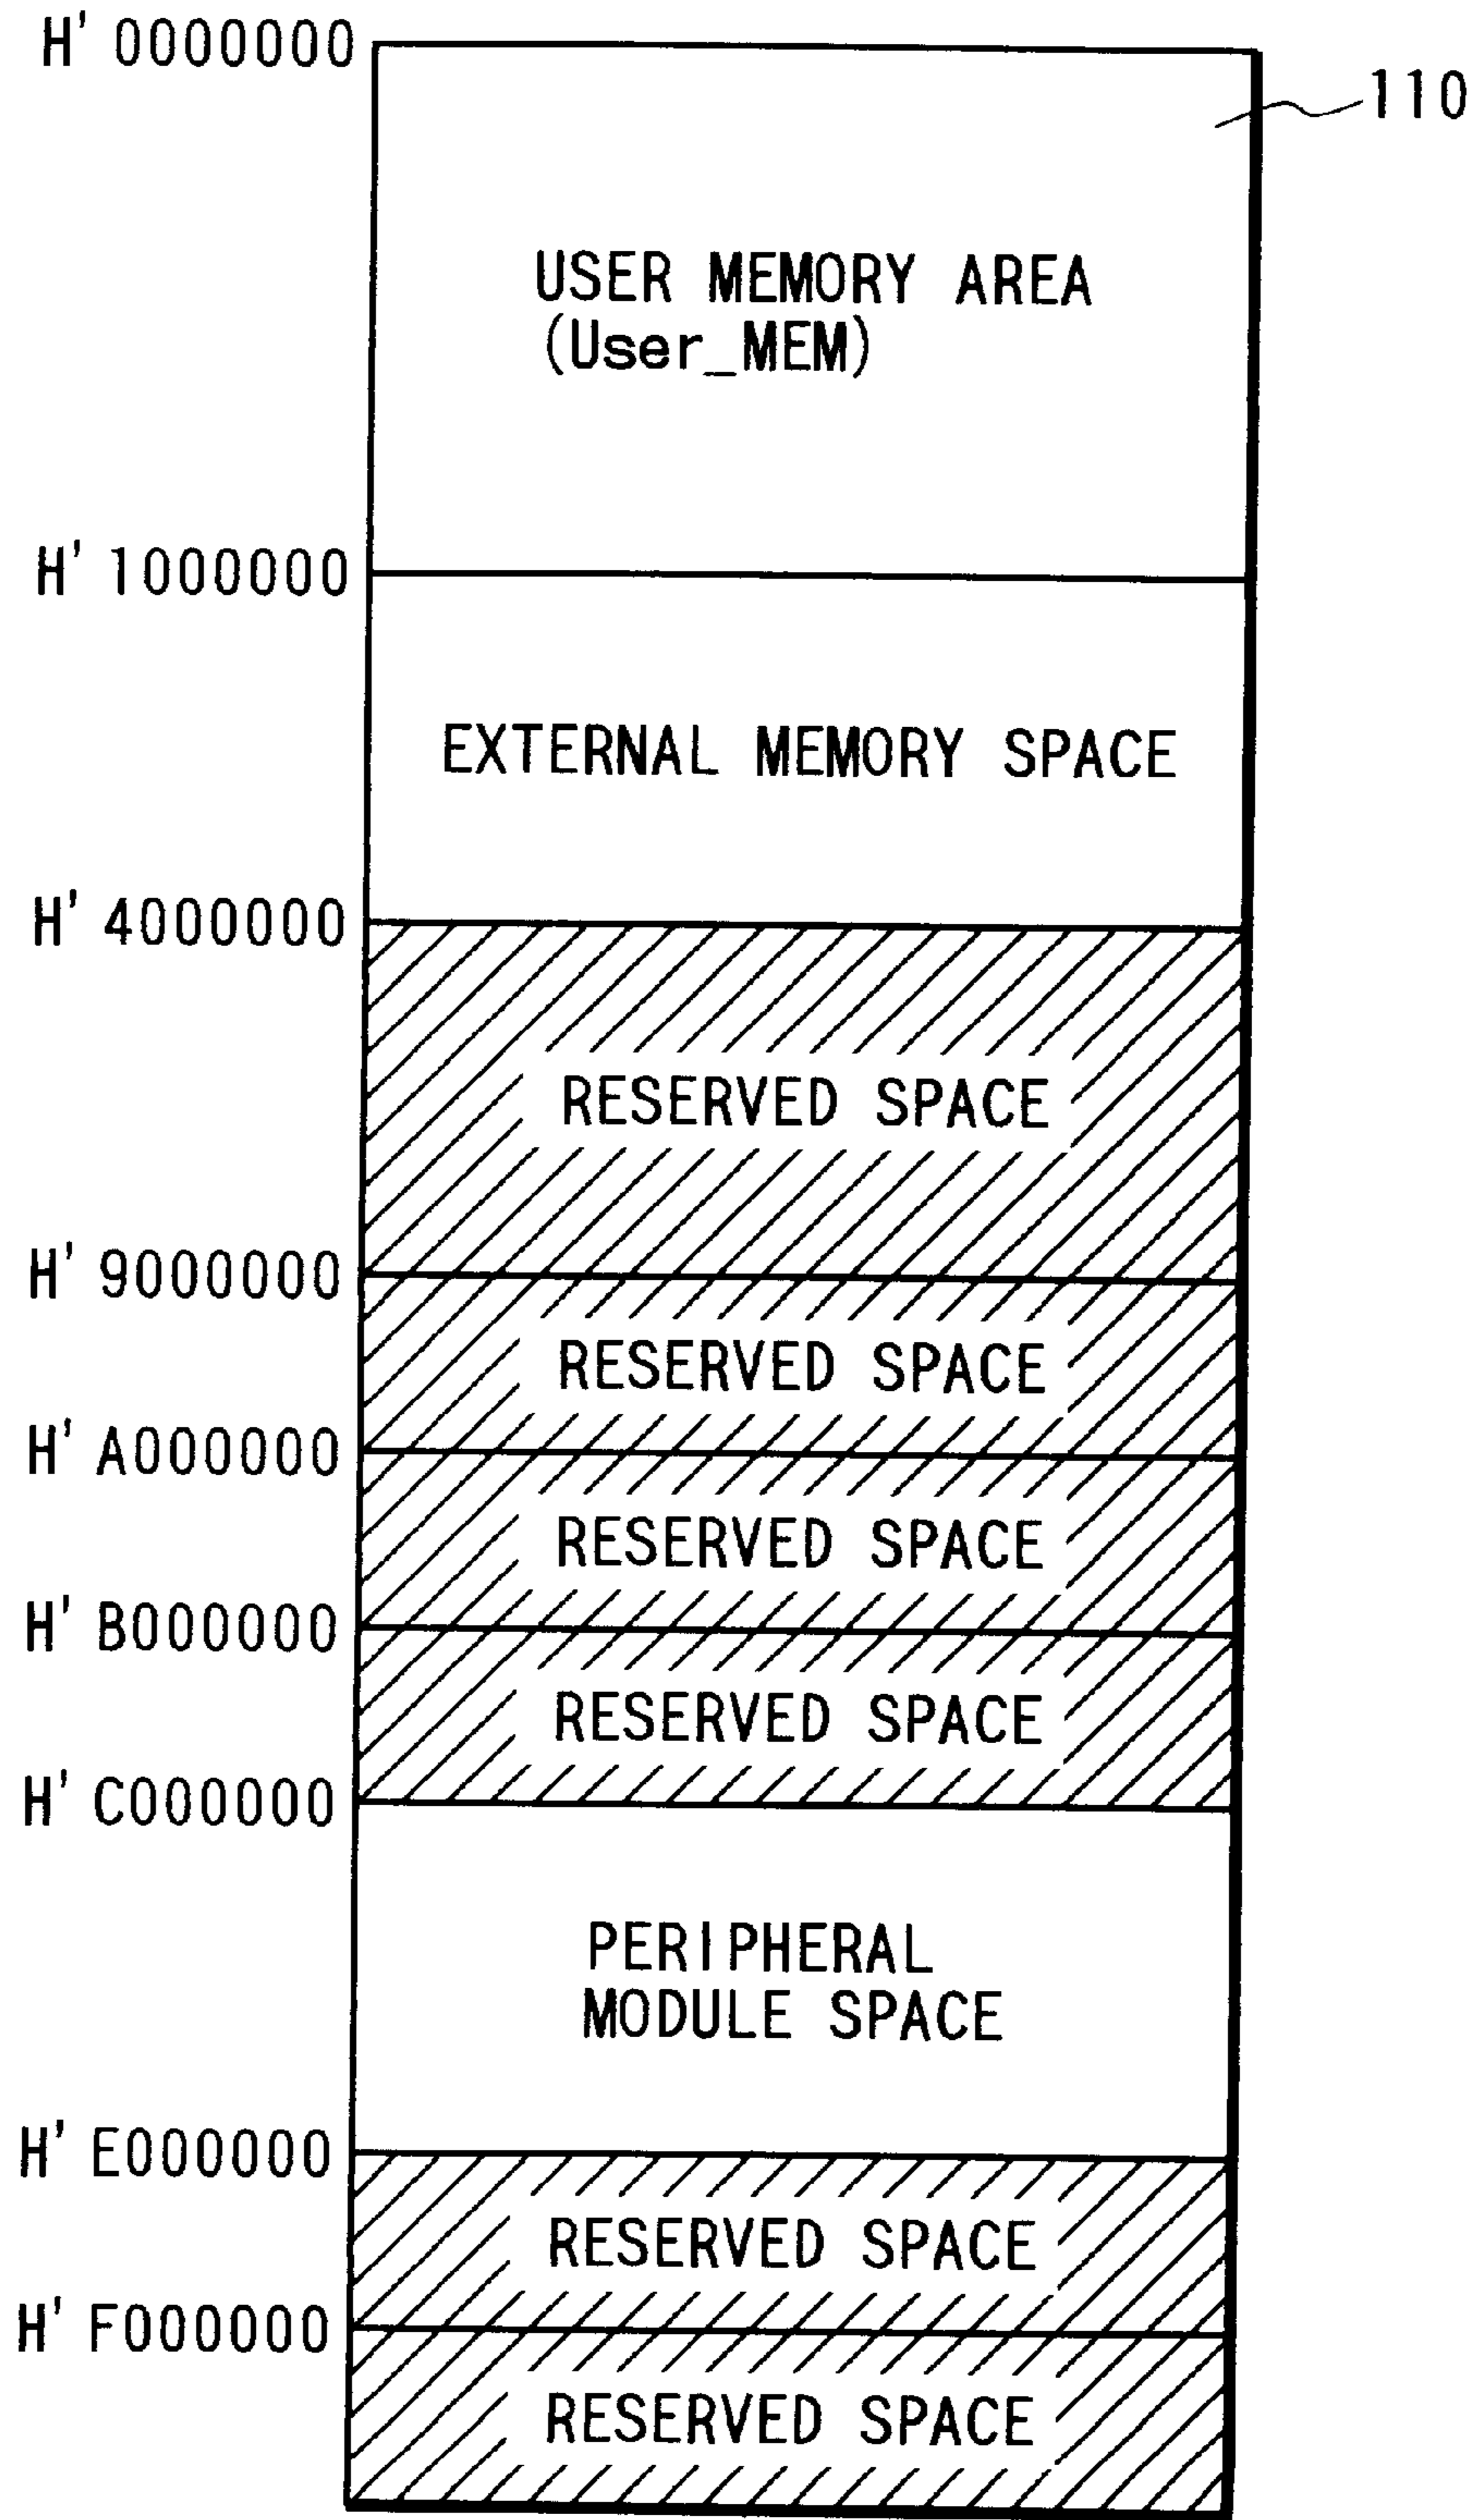 H'0000000
110
USER MEMORY AREA
(User_MEM)
H'1000000
EXTERNAL MEMORY SPACE
H'4000000
RESERVED SPACE
H'9000000
RESERVED SPACE
H'A000000
RESERVED SPACE
H'B000000
RESERVED SPACE
H'C000000
PERIPHERAL
MODULE SPACE
H'E000000
RESERVED SPACE
H'F000000
RESERVED SPACE